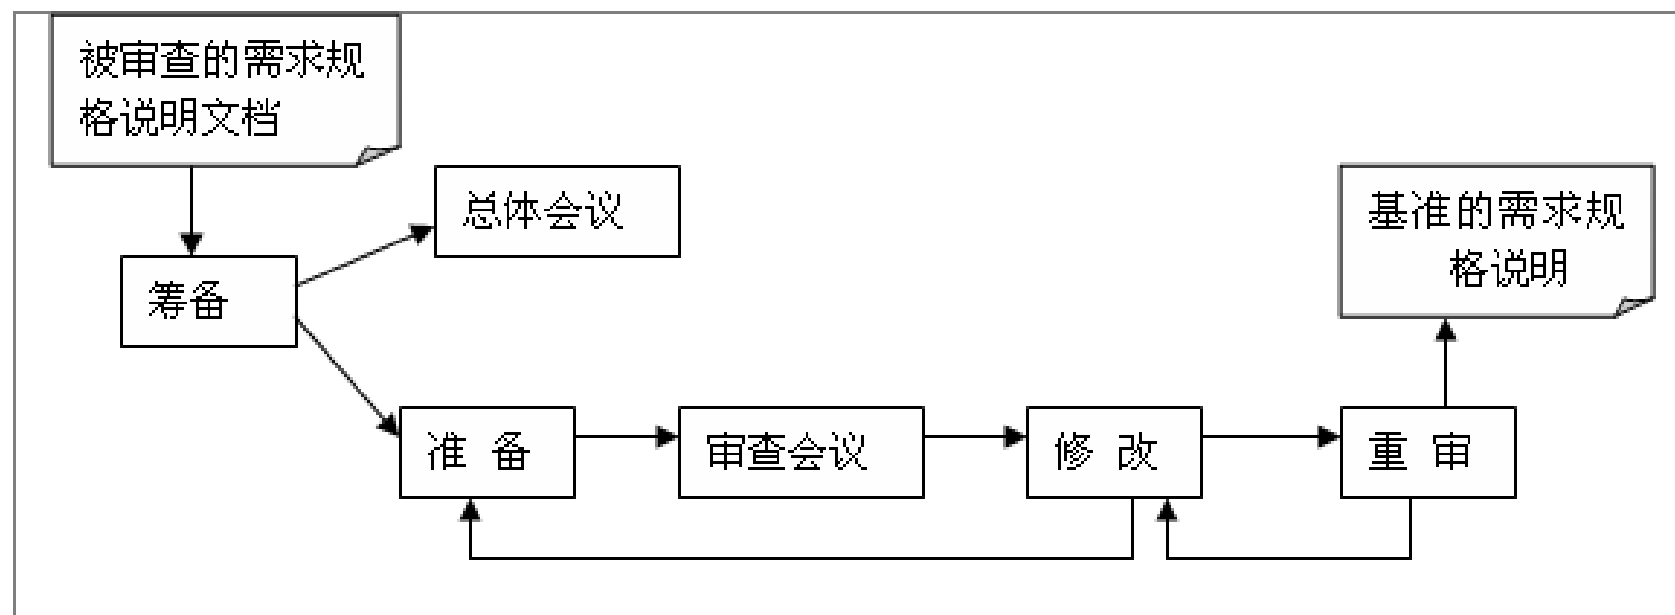 被审查的需求规
格说明文档
总体会议
基准的需求规
格说明
筹备
准 备
审查会议
修 改
重 审